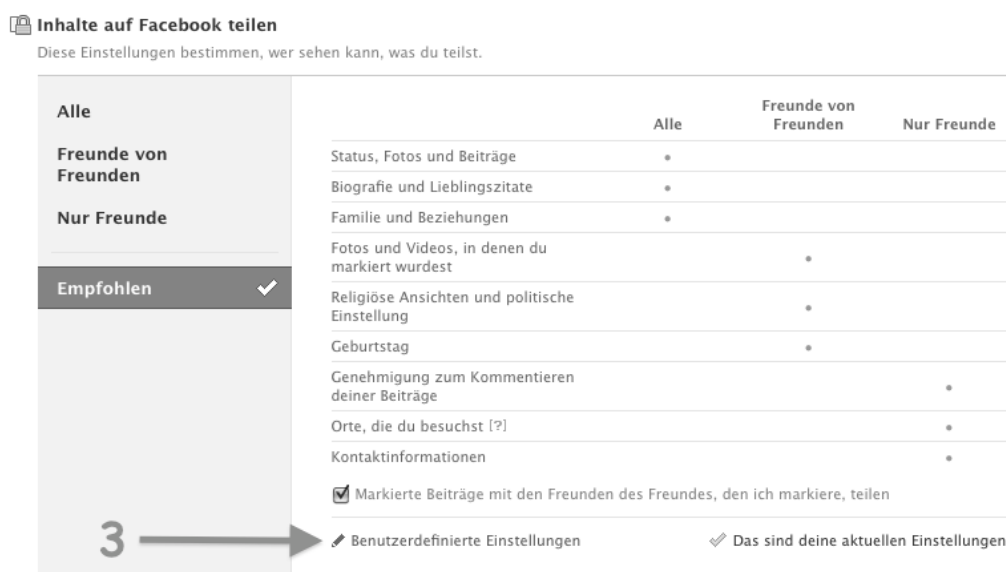 Inhalte auf Facebook teilen
Diese Einstellungen bestimmen, wer sehen kann, was du teilst.
Alle
Freunde von
Freunden
Nur Freunde
Empfohlen
Alle
Freunde von
Freunden
Nur Freunde
Status, Fotos und Beiträge
Biografie und Lieblingszitate
Familie und Beziehungen
Fotos und Videos, in denen du
markiert wurdest
Religiöse Ansichten und politische
Einstellung
Geburtstag
Genehmigung zum Kommentieren
deiner Beiträge
Orte, die du besuchst [?]
Kontaktinformationen
Markierte Beiträge mit den Freunden des Freundes, den ich markiere, teilen
3
Benutzerdefinierte Einstellungen
Das sind deine aktuellen Einstellungen